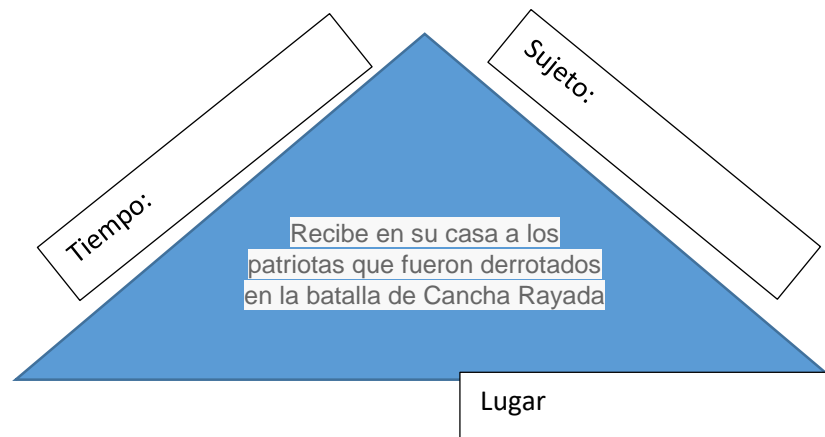 Tiempo:
Sujeto:
Recibe en su casa a los
patriotas que fueron derrotados
en la batalla de Cancha Rayada
Lugar